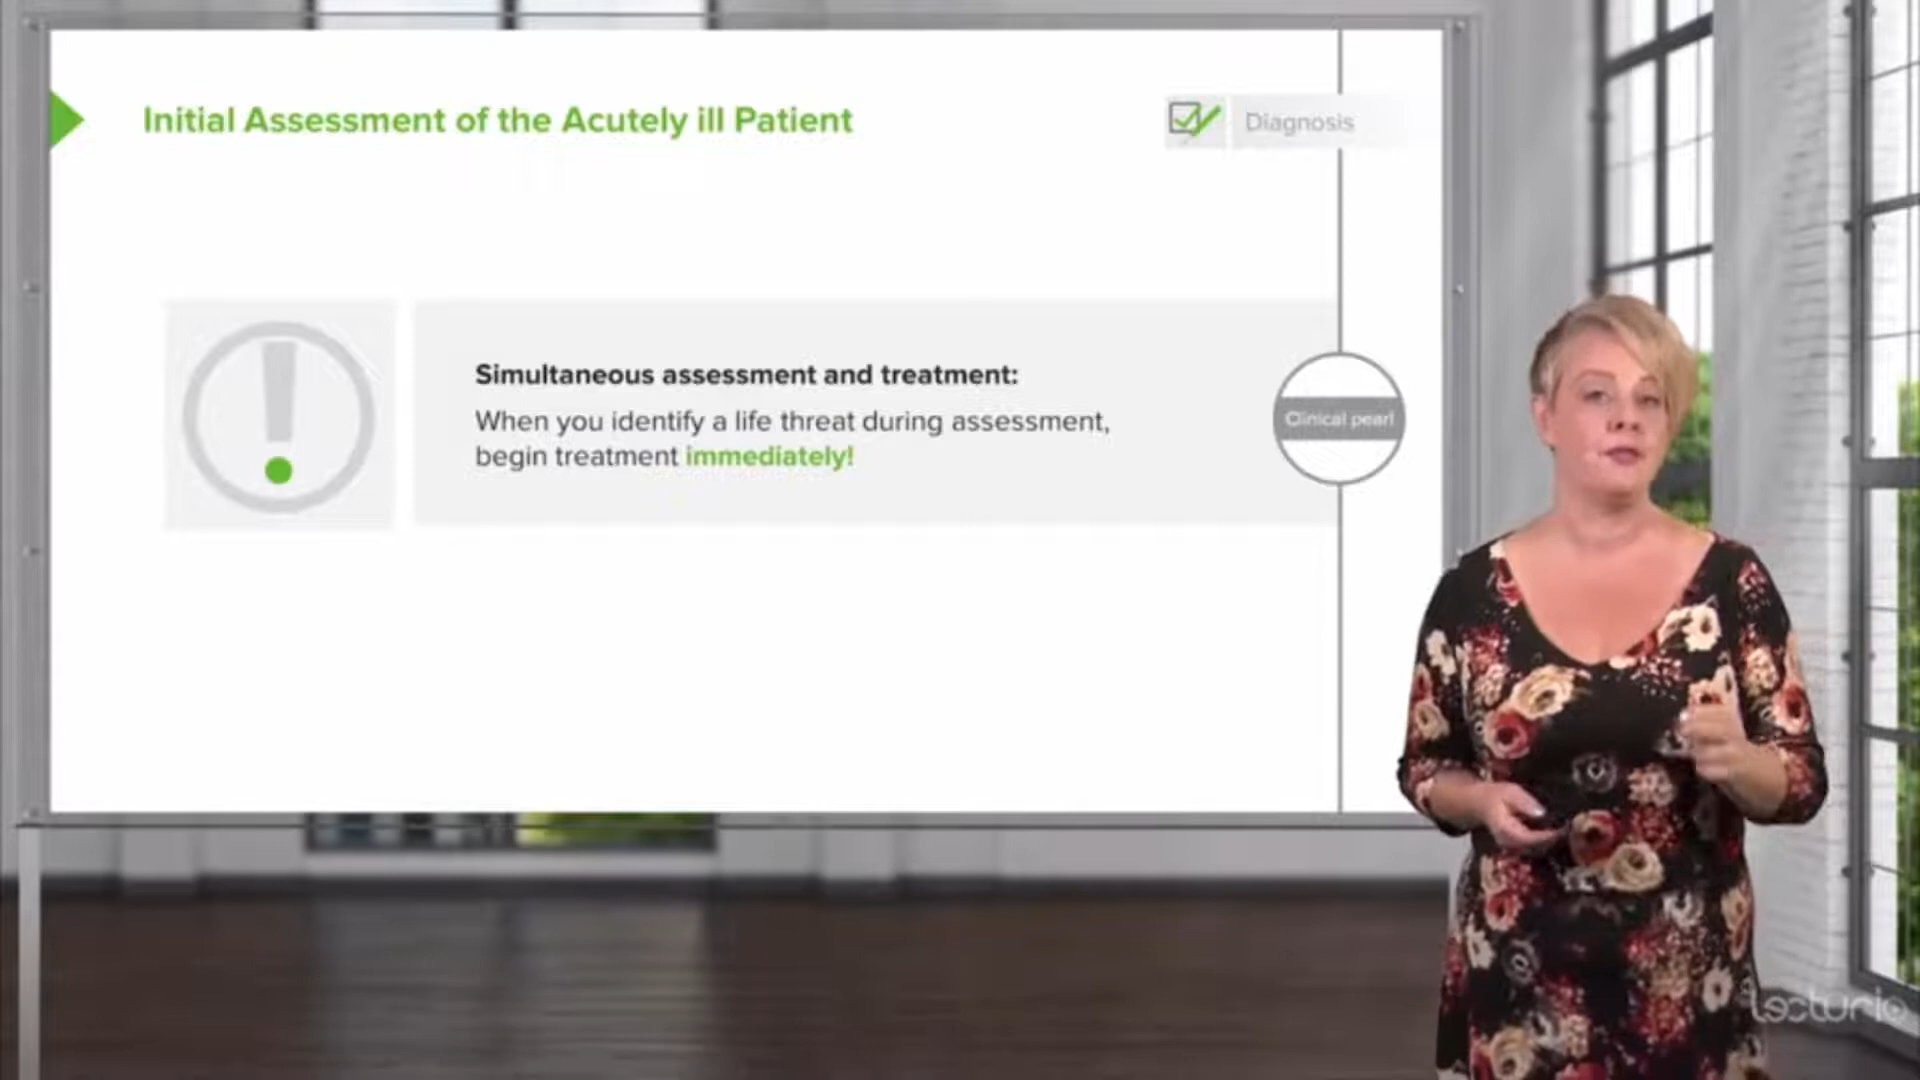 Initial Assessment of the Acutely ill Patient
Diagnosis
Simultaneous assessment and treatment:
When you identify a life threat during assessment,
begin treatment immediately!
Clinical pearl
lecturio